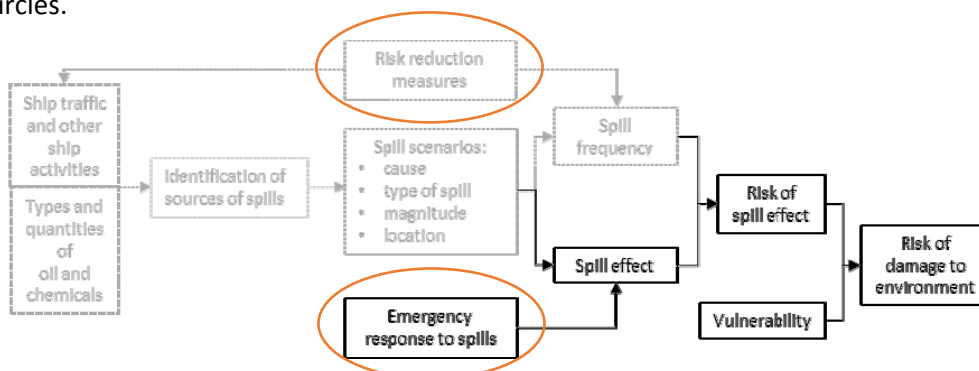 ircles.
Risk reduction
measures
Ship traffic
and other
ship
activities
Types and
quantities
of
oil and
chemicals
Identification of
sources of spills
Spill scenarios:
• cause
• type of spill
• magnitude
• location
Spill
frequency
Spill effect
Emergency
response to spills
Risk of
spill effect
Vulnerability
Risk of
damage to
environment